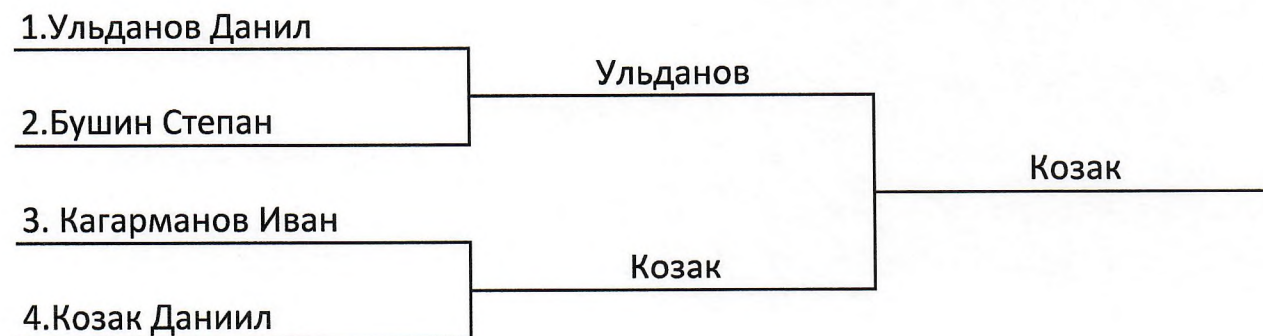 1.Ульданов Данил
Ульданов
2.Бушин Степан
Козак
3. Кагарманов Иван
Козак
4.Козак Даниил